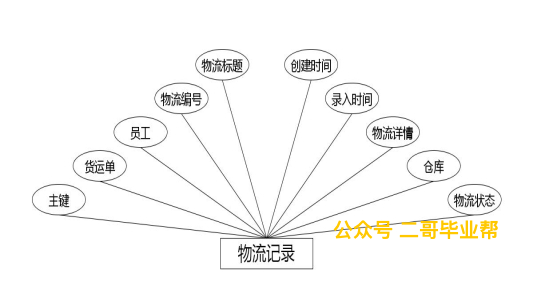 物流标题
创建时间
物流编号
录入时间
员工
物流详情
货运单
仓库
主键
物流状态
公众号 二哥毕业帮
物流记录